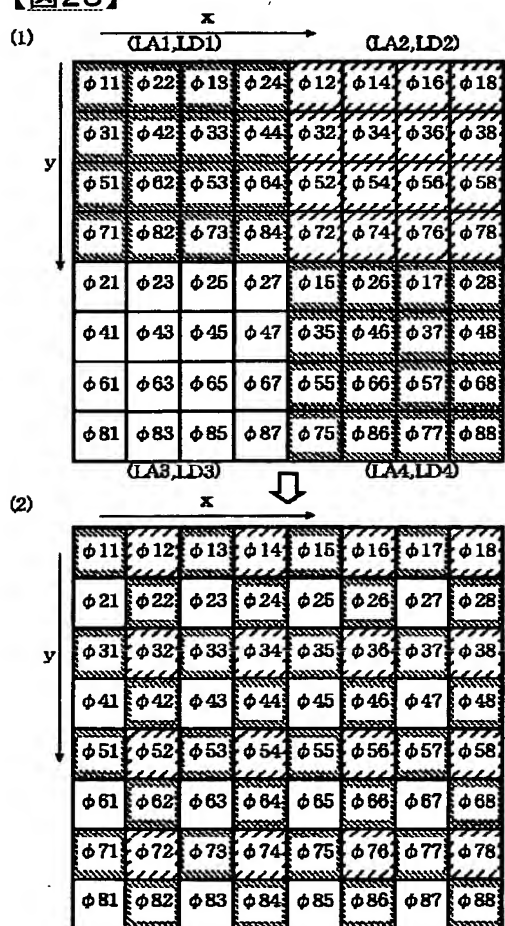 【図28】
(1)
x
(LA1,LD1) (LA2,LD2)
y
φ11 φ22 φ13 φ24 φ12 φ14 φ16 φ18
φ31 φ42 φ33 φ44 φ32 φ34 φ36 φ38
φ51 φ62 φ53 φ64 φ52 φ54 φ56 φ58
φ71 φ82 φ73 φ84 φ72 φ74 φ76 φ78
φ21 φ23 φ25 φ27 φ15 φ26 φ17 φ28
φ41 φ43 φ45 φ47 φ35 φ46 φ37 φ48
φ61 φ63 φ65 φ67 φ55 φ66 φ57 φ68
φ81 φ83 φ85 φ87 φ75 φ86 φ77 φ88
(LA3,LD3) (LA4,LD4)
(2)
x
y
φ11 φ12 φ13 φ14 φ15 φ16 φ17 φ18
φ21 φ22 φ23 φ24 φ25 φ26 φ27 φ28
φ31 φ32 φ33 φ34 φ35 φ36 φ37 φ38
φ41 φ42 φ43 φ44 φ45 φ46 φ47 φ48
φ51 φ52 φ53 φ54 φ55 φ56 φ57 φ58
φ61 φ62 φ63 φ64 φ65 φ66 φ67 φ68
φ71 φ72 φ73 φ74 φ75 φ76 φ77 φ78
φ81 φ82 φ83 φ84 φ85 φ86 φ87 φ88